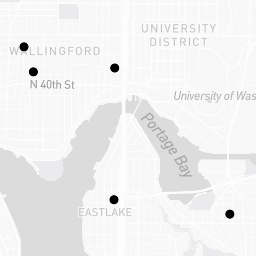 UNIVERSITY
DISTRICT
WALLINGFORD
N 40th St
University of Was
Portage Bay
EASTLAKE